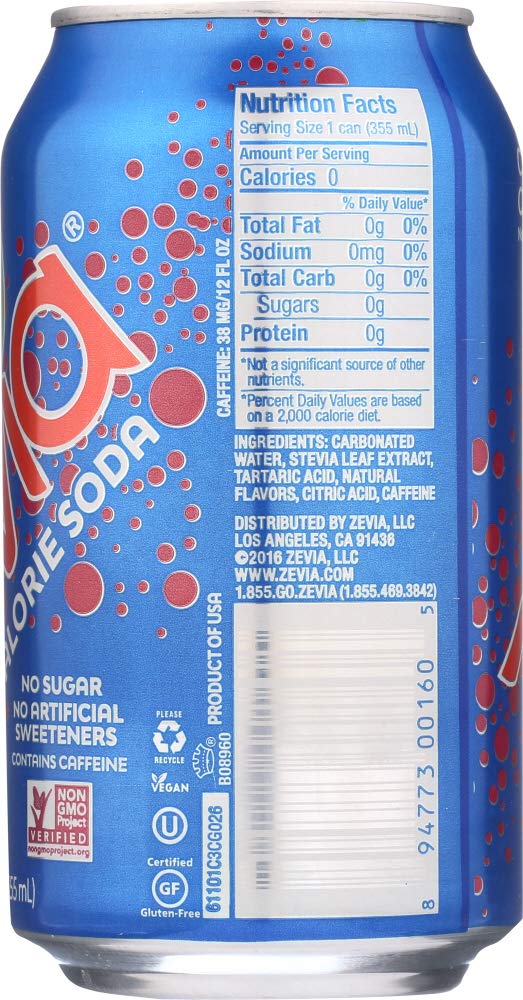 ®
ALORIE SODA
NO SUGAR
NO ARTIFICIAL
SWEETENERS
CONTAINS CAFFEINE
NON
GMO
Project
VERIFIED
nongmoproject.org
55 mL)
PLEASE
RECYCLE
VEGAN
U
Certified
GF
Gluten-Free
CAFFEINE: 38 MG/12 FL OZ
PRODUCT OF USA
B08960
61101C3CG026
Nutrition Facts
Serving Size 1 can (355 mL)
Amount Per Serving
Calories 0
% Daily Value*
Total Fat 0g 0%
Sodium 0mg 0%
Total Carb 0g 0%
Sugars 0g
Protein 0g
*Not a significant source of other
nutrients.
*Percent Daily Values are based
on a 2,000 calorie diet.
INGREDIENTS: CARBONATED
WATER, STEVIA LEAF EXTRACT,
TARTARIC ACID, NATURAL
FLAVORS, CITRIC ACID, CAFFEINE
DISTRIBUTED BY ZEVIA, LLC
LOS ANGELES, CA 91436
©2016 ZEVIA, LLC
WWW.ZEVIA.COM
1.855.GO.ZEVIA (1.855.469.3842)
8 94773 00160 5